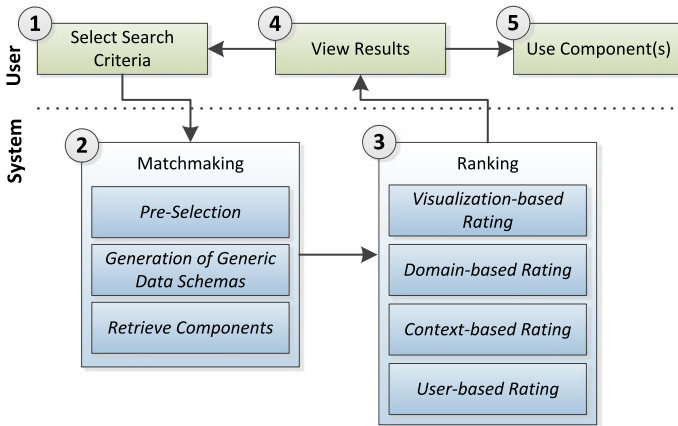 User
1
Select Search
Criteria
4
View Results
5
Use Component(s)
System
2
Matchmaking
Pre-Selection
Generation of Generic
Data Schemas
Retrieve Components
3
Ranking
Visualization-based
Rating
Domain-based Rating
Context-based Rating
User-based Rating